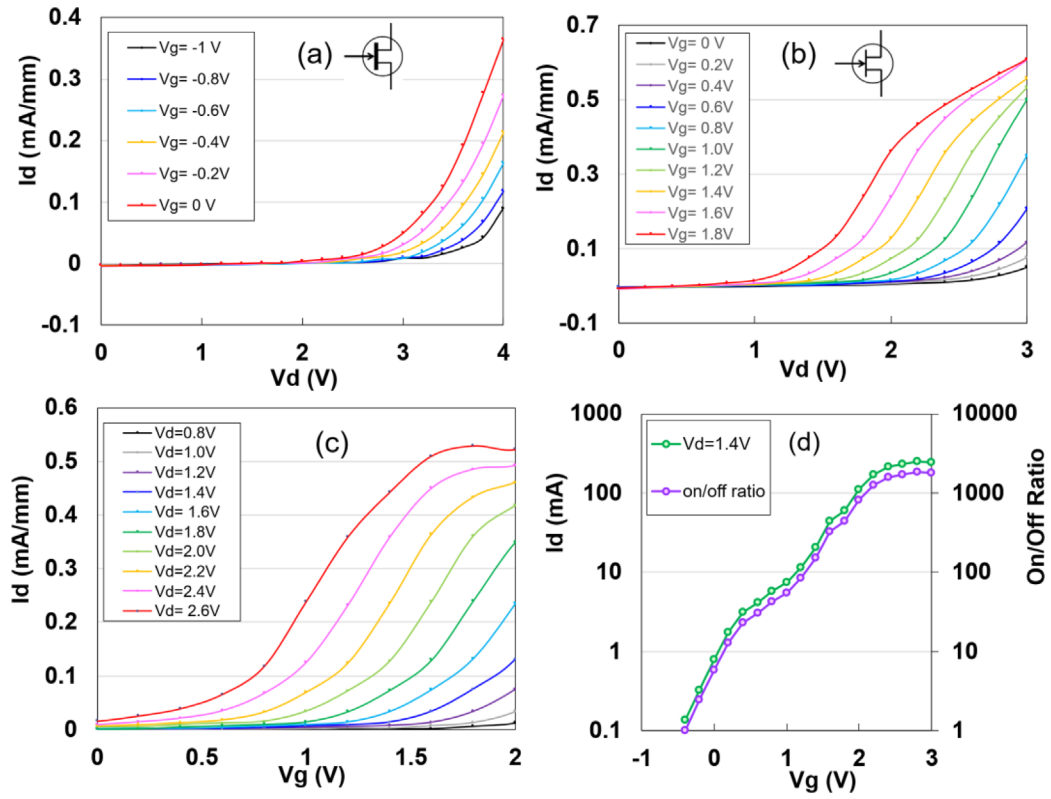 (a)
Id (mA/mm)
0.4
0.3
0.2
0.1
0
-0.1
Vg= -1 V
Vg= -0.8V
Vg= -0.6V
Vg= -0.4V
Vg= -0.2V
Vg= 0 V
0 1 2 3 4
Vd (V)
(b)
Id (mA/mm)
0.7
0.5
0.3
0.1
-0.1
Vg= 0 V
Vg= 0.2V
Vg= 0.4V
Vg= 0.6V
Vg= 0.8V
Vg= 1.0V
Vg= 1.2V
Vg= 1.4V
Vg= 1.6V
Vg= 1.8V
0 1 2 3
Vd (V)
(c)
Id (mA/mm)
0.6
0.5
0.4
0.3
0.2
0.1
0
Vd=0.8V
Vd=1.0V
Vd=1.2V
Vd=1.4V
Vd= 1.6V
Vd=1.8V
Vd=2.0V
Vd=2.2V
Vd=2.4V
Vd= 2.6V
0 0.5 1 1.5 2
Vg (V)
(d)
Id (mA)
1000
100
10
1
0.1
Vd=1.4V
on/off ratio
10000
1000
100
10
1
On/Off Ratio
-1 0 1 2 3
Vg (V)